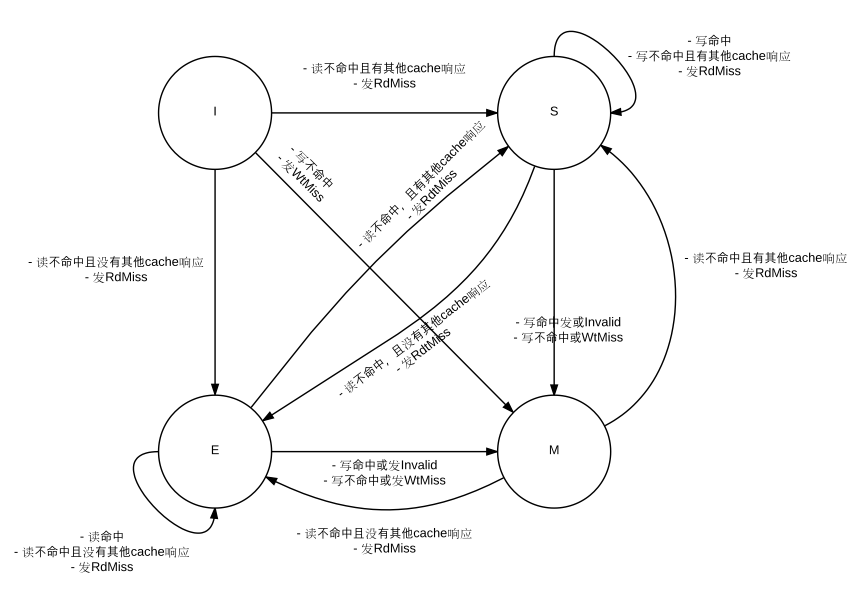 - 写命中
- 写不命中且有其他cache响应
- 发RdMiss
- 读不命中且有其他cache响应
- 发RdMiss
I
S
- 写不命中
- 发WtMiss
- 读不命中，且有其他cache响应
- 发RdtMiss
- 读不命中且没有其他cache响应
- 发RdMiss
- 读不命中且有其他cache响应
- 发RdMiss
- 读不命中，且没有其他cache响应
- 发RdtMiss
- 写命中发或Invalid
- 写不命中或WtMiss
E
M
- 写命中或发Invalid
- 写不命中或发WtMiss
- 读命中
- 读不命中且没有其他cache响应
- 发RdMiss
- 读不命中且没有其他cache响应
- 发RdMiss